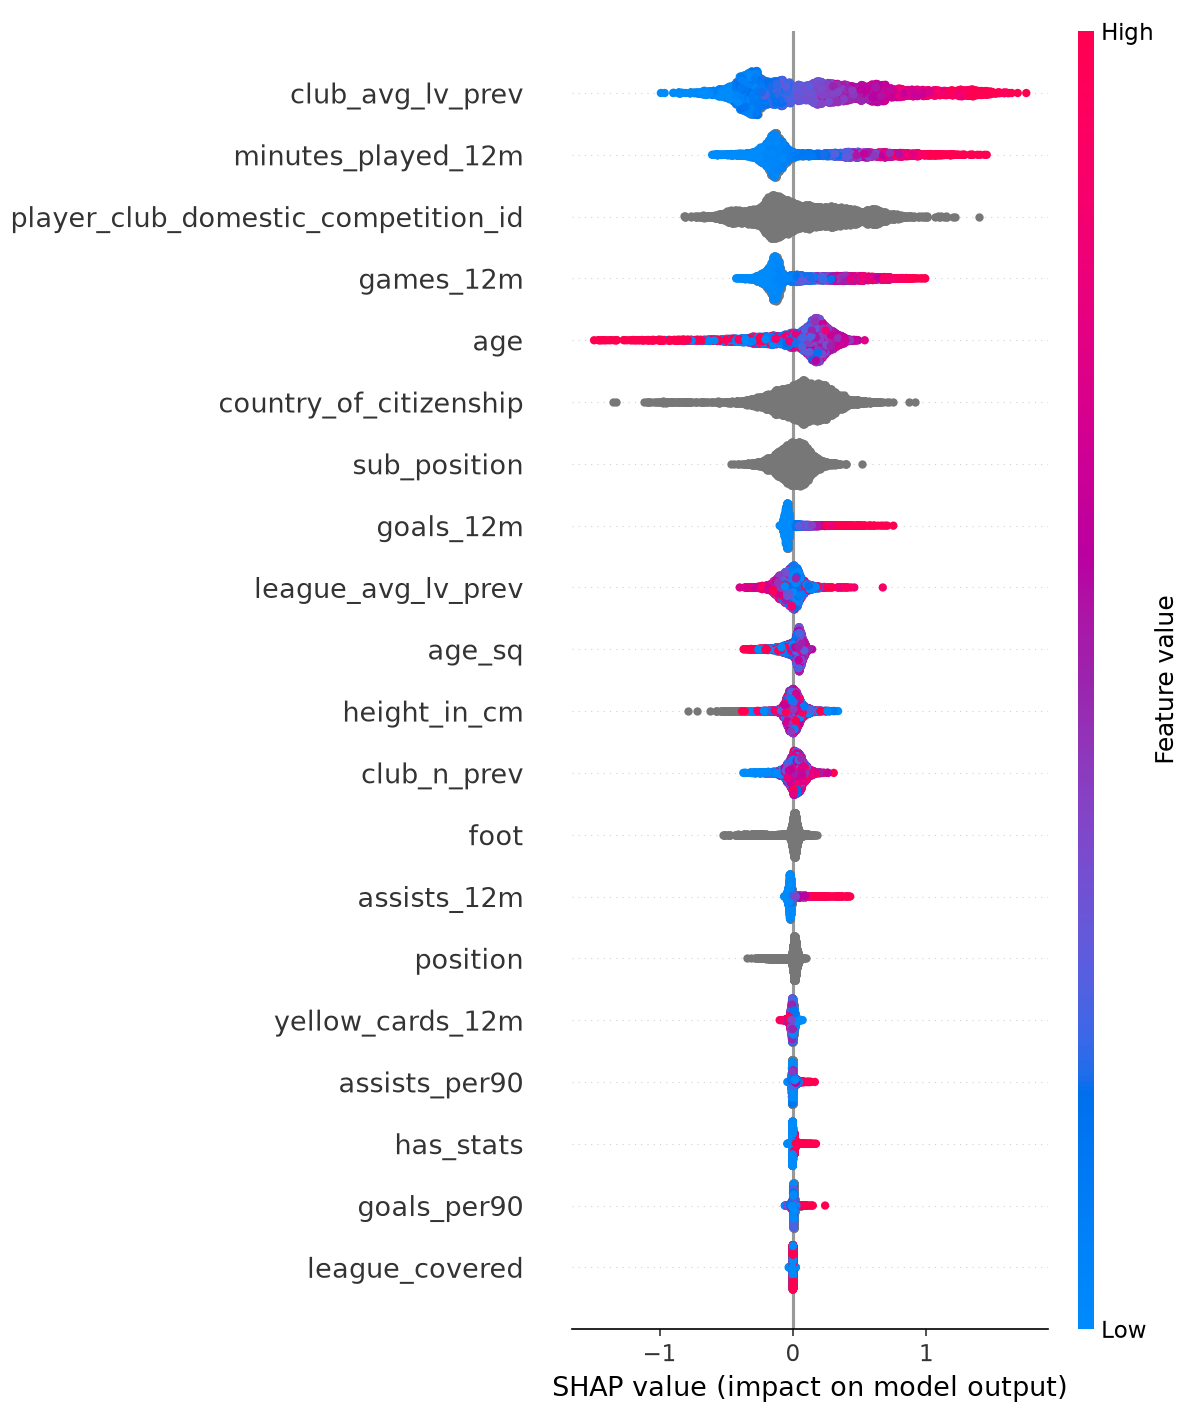 High
club_avg_lv_prev
minutes_played_12m
player_club_domestic_competition_id
games_12m
age
country_of_citizenship
sub_position
goals_12m
league_avg_lv_prev
age_sq
height_in_cm
club_n_prev
foot
assists_12m
position
yellow_cards_12m
assists_per90
has_stats
goals_per90
league_covered
Feature value
Low
−1 0 1
SHAP value (impact on model output)